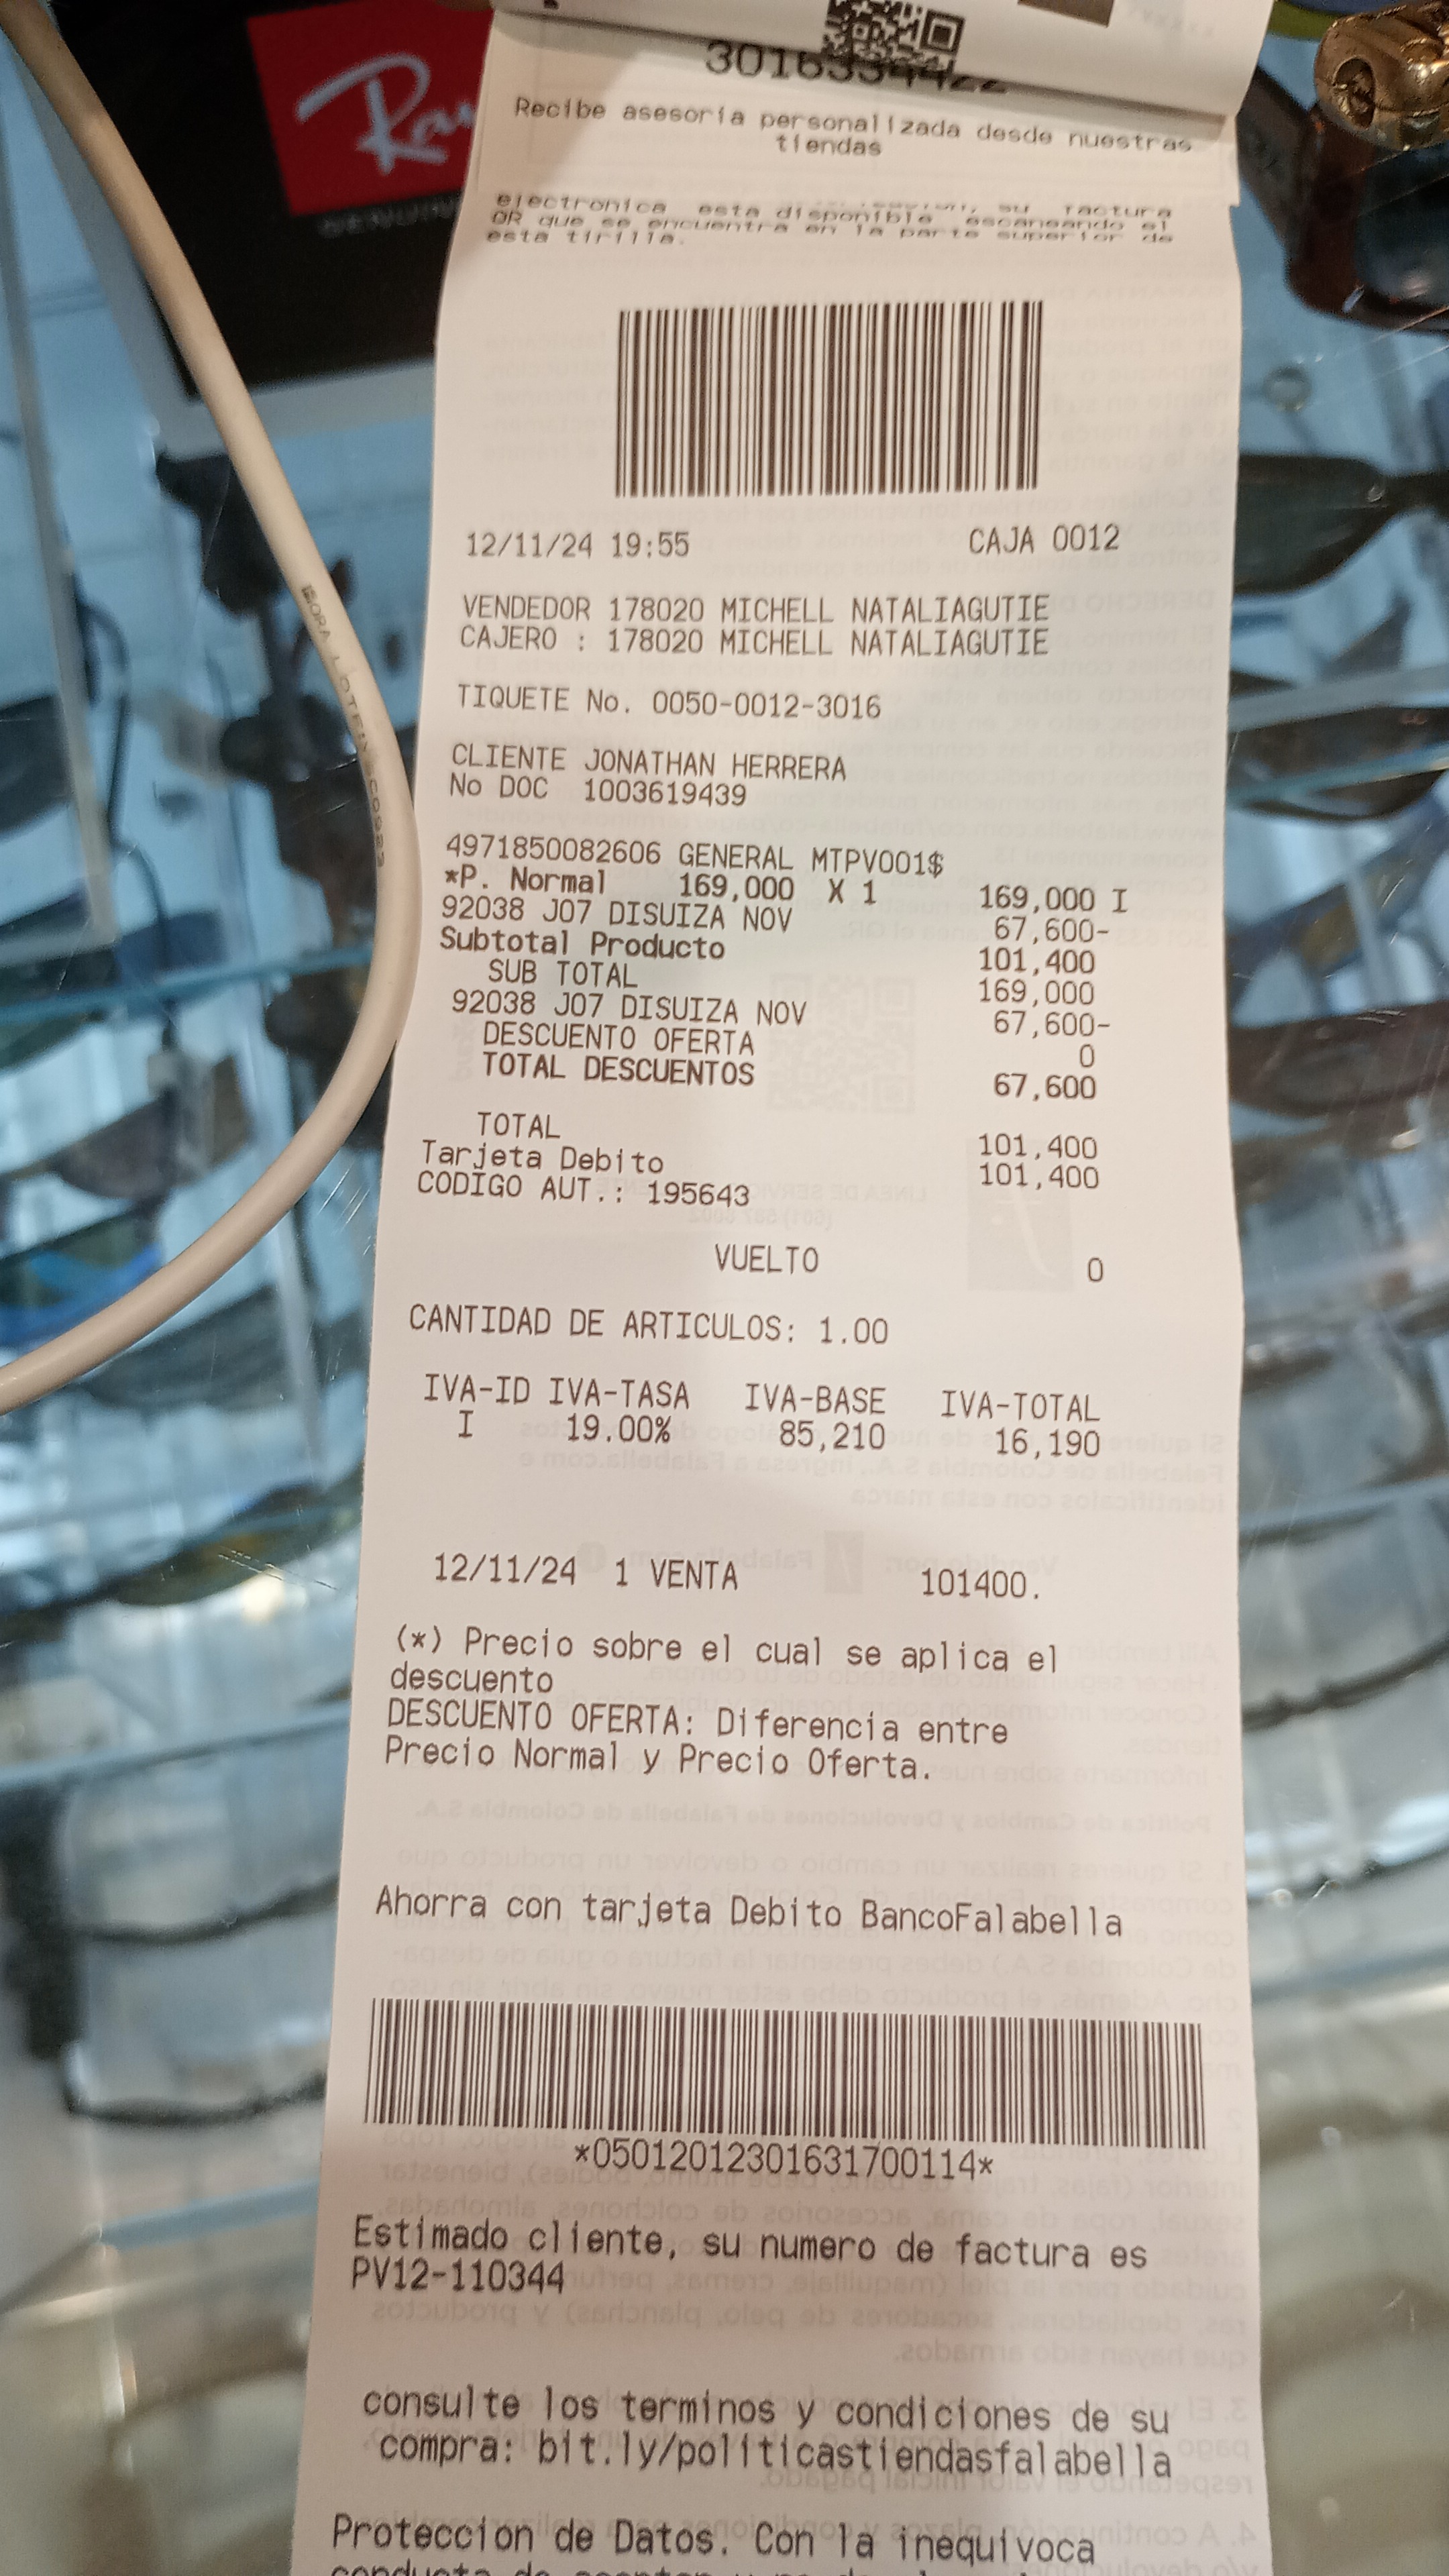 Ray
GENUINE
Recibe asesoría personalizada desde nuestras
tiendas
electronica esta disponible escaneando el
QR que se encuentra en la parte superior de
esta tirilla.
12/11/24 19:55 CAJA 0012
VENDEDOR 178020 MICHELL NATALIAGUTIE
CAJERO : 178020 MICHELL NATALIAGUTIE
TIQUETE No. 0050-0012-3016
CLIENTE JONATHAN HERRERA
No DOC 1003619439
4971850082606 GENERAL MTPV001$
*P. Normal 169,000 X 1 169,000 I
92038 J07 DISUIZA NOV 67,600-
Subtotal Producto 101,400
SUB TOTAL 169,000
92038 J07 DISUIZA NOV 67,600-
DESCUENTO OFERTA 0
TOTAL DESCUENTOS 67,600
TOTAL 101,400
Tarjeta Debito 101,400
CODIGO AUT.: 195643
VUELTO 0
CANTIDAD DE ARTICULOS: 1.00
IVA-ID IVA-TASA IVA-BASE IVA-TOTAL
I 19.00% 85,210 16,190
12/11/24 1 VENTA 101400.
(*) Precio sobre el cual se aplica el
descuento
DESCUENTO OFERTA: Diferencia entre
Precio Normal y Precio Oferta.
Ahorra con tarjeta Debito BancoFalabella
*05012012301631700114*
Estimado cliente, su numero de factura es
PV12-110344
consulte los terminos y condiciones de su
compra: bit.ly/politicastiendasfalabella
Proteccion de Datos. Con la inequivoca